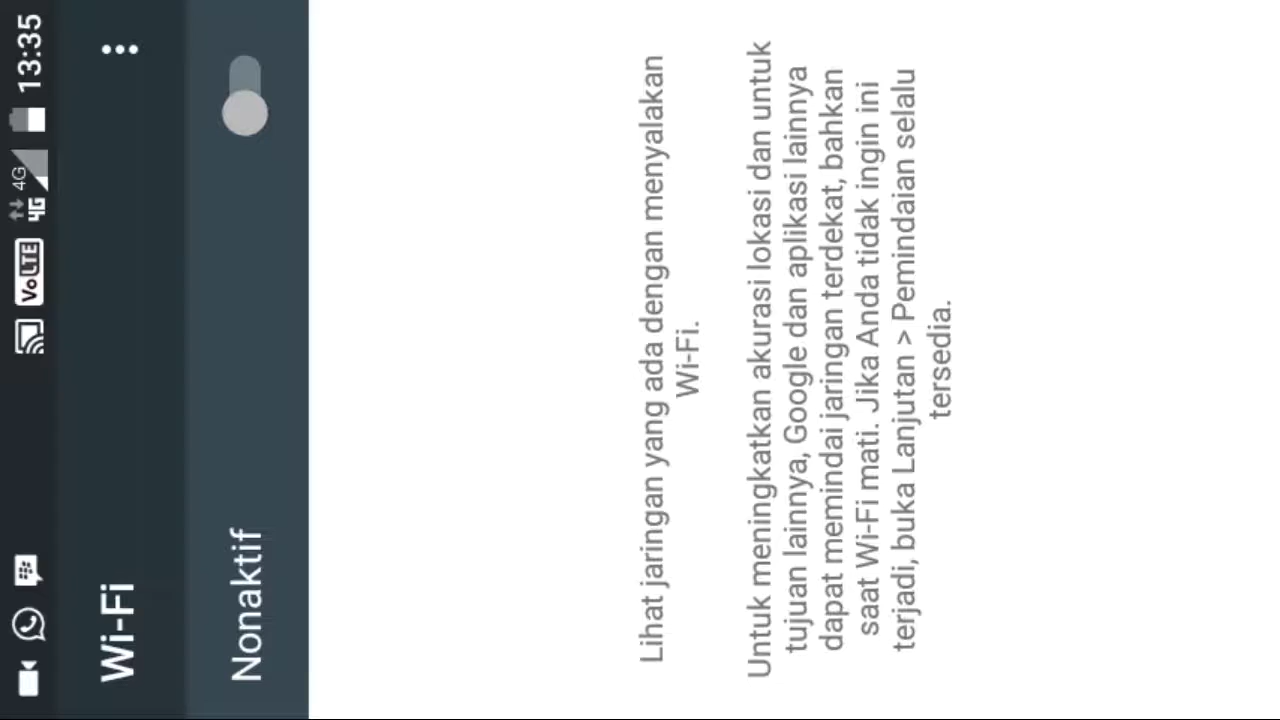 4G 4G 13:35
VoLTE
Wi-Fi
Nonaktif
Lihat jaringan yang ada dengan menyalakan
Wi-Fi.
Untuk meningkatkan akurasi lokasi dan untuk
tujuan lainnya, Google dan aplikasi lainnya
dapat memindai jaringan terdekat, bahkan
saat Wi-Fi mati. Jika Anda tidak ingin ini
terjadi, buka Lanjutan > Pemindaian selalu
tersedia.